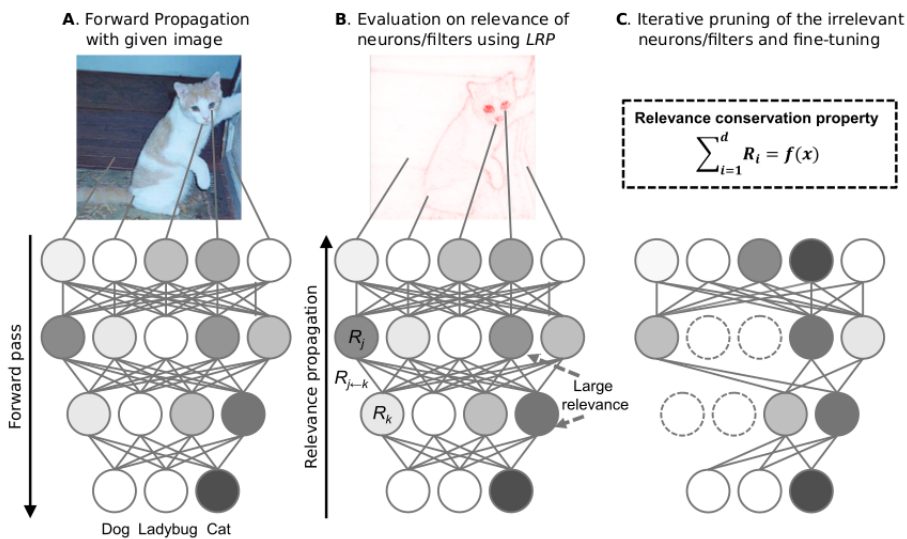 A. Forward Propagation
with given image
B. Evaluation on relevance of
neurons/filters using LRP
C. Iterative pruning of the irrelevant
neurons/filters and fine-tuning
Relevance conservation property
∑_{i=1}^{d} R_i = f(x)
Forward pass
Relevance propagation
R_j
R_{j←k}
R_k
Large
relevance
Dog Ladybug Cat